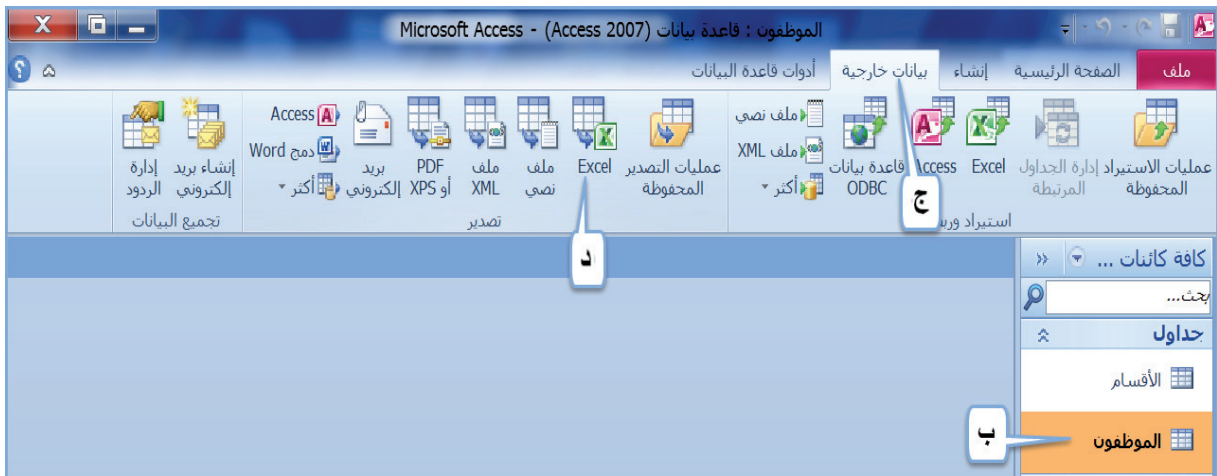 الموظفون : قاعدة بيانات (Access 2007) - Microsoft Access
ملف الصفحة الرئيسية إنشاء بيانات خارجية أدوات قاعدة البيانات
عمليات الاستيراد المحفوظة
إدارة الجداول المرتبطة
Excel
Access
قاعدة بيانات ODBC
ملف نصي
ملف XML
أكثر
استيراد
عمليات التصدير المحفوظة
Excel
ملف نصي
ملف XML
PDF أو XPS
بريد إلكتروني
Access
دمج Word
أكثر
تصدير
إنشاء بريد إلكتروني
إدارة الردود
تجميع البيانات
ج
د
كافة كائنات ...
بحث...
جداول
الأقسام
الموظفون
ب